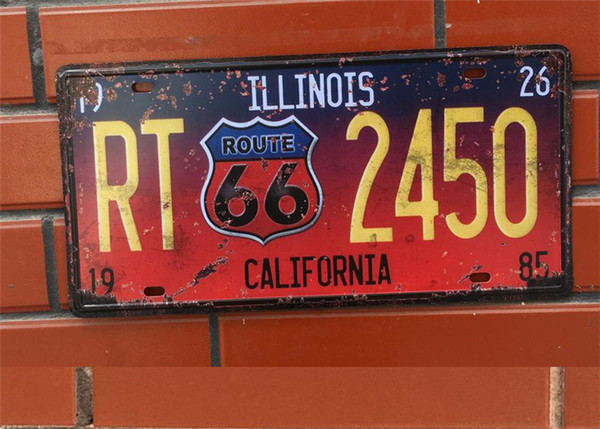 ILLINOIS 26
RT ROUTE 66 2450
19 CALIFORNIA 85